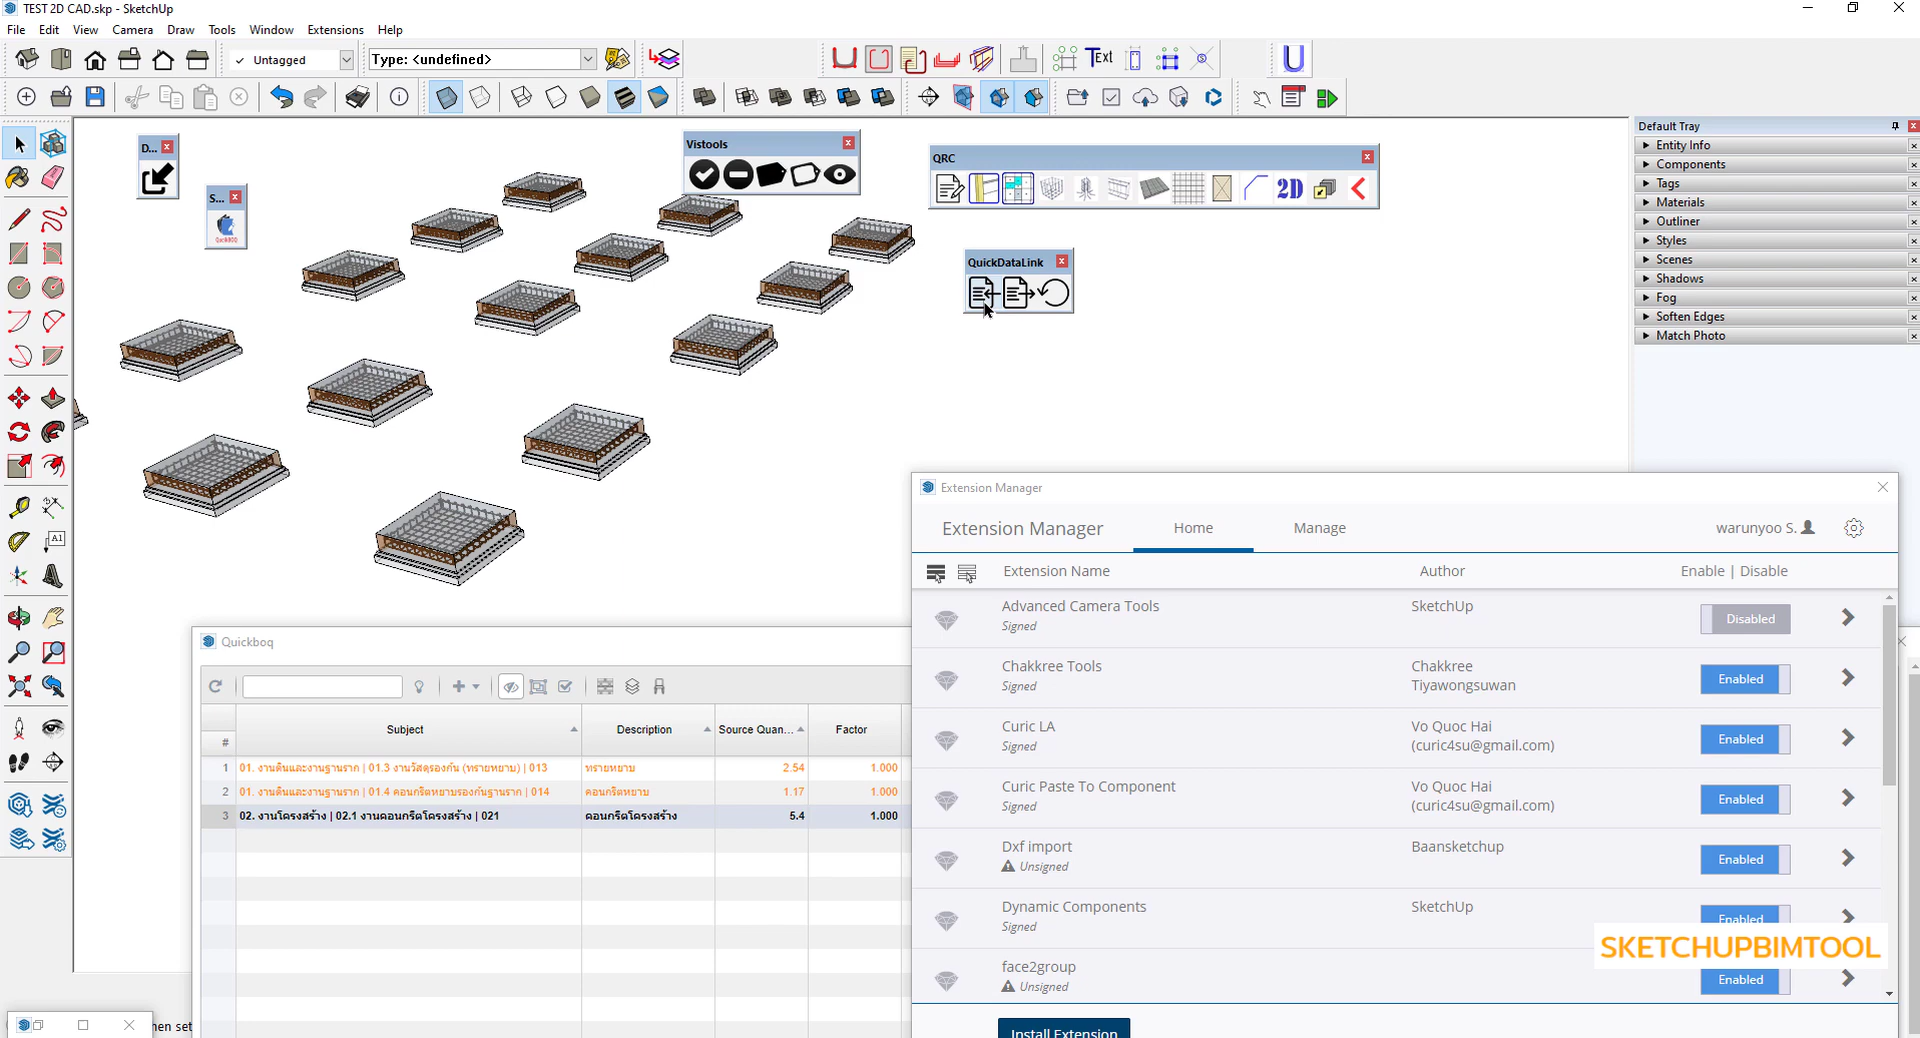 TEST 2D CAD.skp - SketchUp
File Edit View Camera Draw Tools Window Extensions Help
Untagged
Type: <undefined>
Text
D...
S...
QuickBOQ
Vistools
QRC
2D
QuickDataLink
A1
Default Tray
Entity Info
Components
Tags
Materials
Outliner
Styles
Scenes
Shadows
Fog
Soften Edges
Match Photo
Extension Manager
Extension Manager Home Manage warunyoo S.
Extension Name Author Enable | Disable
Advanced Camera Tools SketchUp Disabled
Signed
Chakkree Tools Chakkree Enabled
Signed Tiyawongsuwan
Curic LA Vo Quoc Hai Enabled
Signed (curic4su@gmail.com)
Curic Paste To Component Vo Quoc Hai Enabled
Signed (curic4su@gmail.com)
Dxf import Baansketchup Enabled
Unsigned
Dynamic Components SketchUp Enabled
Signed
face2group Enabled
Unsigned
Install Extension
SKETCHUPBIMTOOL
Quickboq
# Subject Description Source Quan... Factor
1 01. งานดินและงานฐานราก | 01.3 งานวัสดุรองก้น (ทรายหยาบ) | 013 ทรายหยาบ 2.54 1.000
2 01. งานดินและงานฐานราก | 01.4 คอนกรีตหยาบรองก้นฐานราก | 014 คอนกรีตหยาบ 1.17 1.000
3 02. งานโครงสร้าง | 02.1 งานคอนกรีตโครงสร้าง | 021 คอนกรีตโครงสร้าง 5.4 1.000
hen set